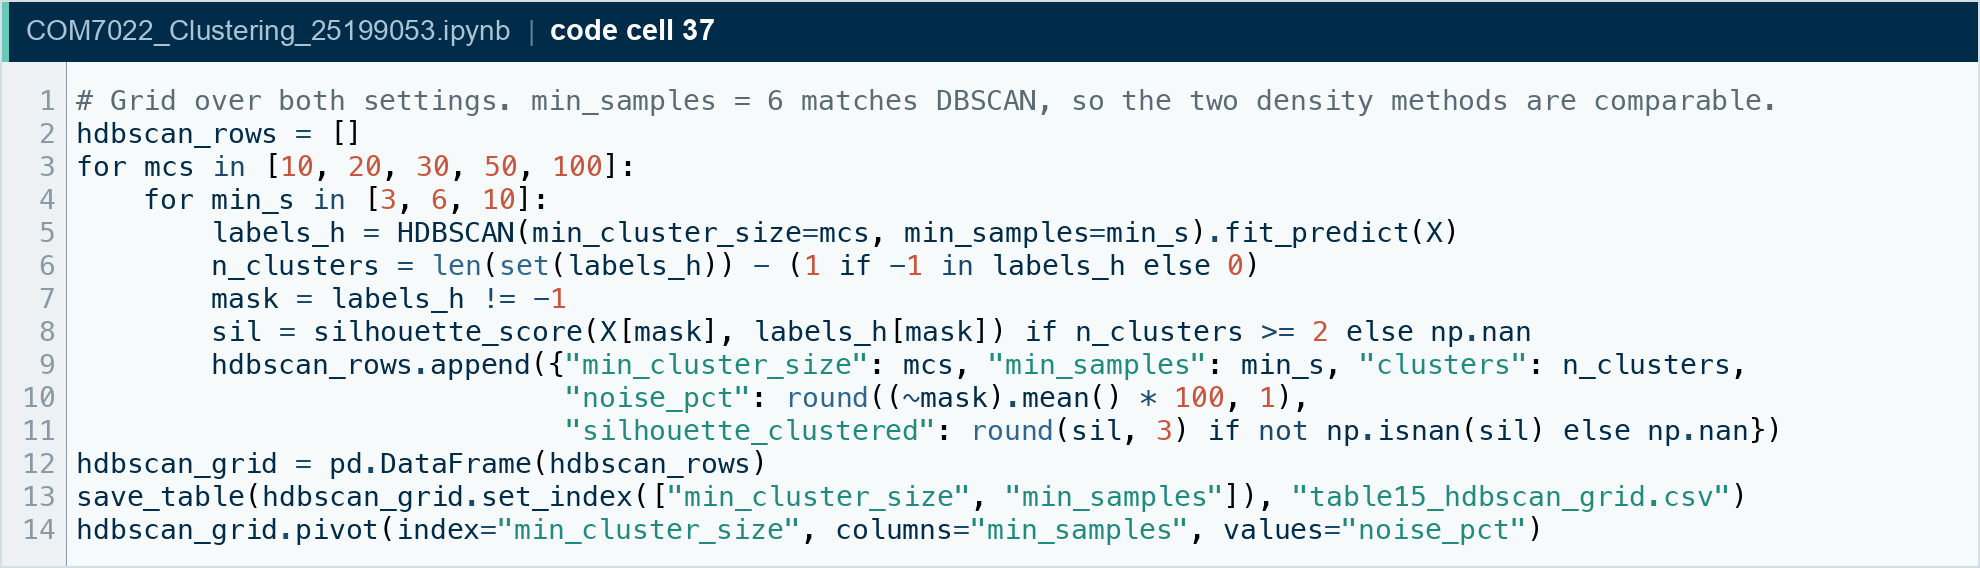 COM7022_Clustering_25199053.ipynb | code cell 37
1 # Grid over both settings. min_samples = 6 matches DBSCAN, so the two density methods are comparable.
2 hdbscan_rows = []
3 for mcs in [10, 20, 30, 50, 100]:
4     for min_s in [3, 6, 10]:
5         labels_h = HDBSCAN(min_cluster_size=mcs, min_samples=min_s).fit_predict(X)
6         n_clusters = len(set(labels_h)) − (1 if −1 in labels_h else 0)
7         mask = labels_h != −1
8         sil = silhouette_score(X[mask], labels_h[mask]) if n_clusters >= 2 else np.nan
9         hdbscan_rows.append({"min_cluster_size": mcs, "min_samples": min_s, "clusters": n_clusters,
10                              "noise_pct": round((~mask).mean() * 100, 1),
11                              "silhouette_clustered": round(sil, 3) if not np.isnan(sil) else np.nan})
12 hdbscan_grid = pd.DataFrame(hdbscan_rows)
13 save_table(hdbscan_grid.set_index(["min_cluster_size", "min_samples"]), "table15_hdbscan_grid.csv")
14 hdbscan_grid.pivot(index="min_cluster_size", columns="min_samples", values="noise_pct")